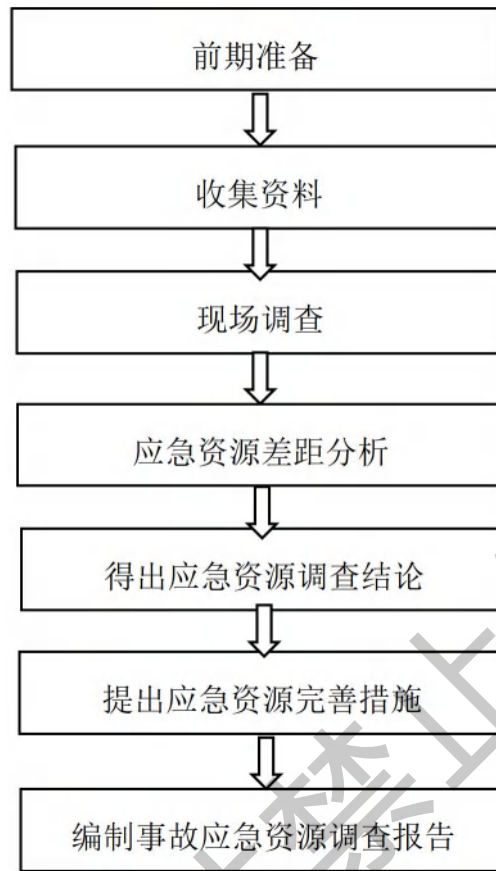 前期准备
收集资料
现场调查
应急资源差距分析
得出应急资源调查结论
提出应急资源完善措施
编制事故应急资源调查报告
禁止